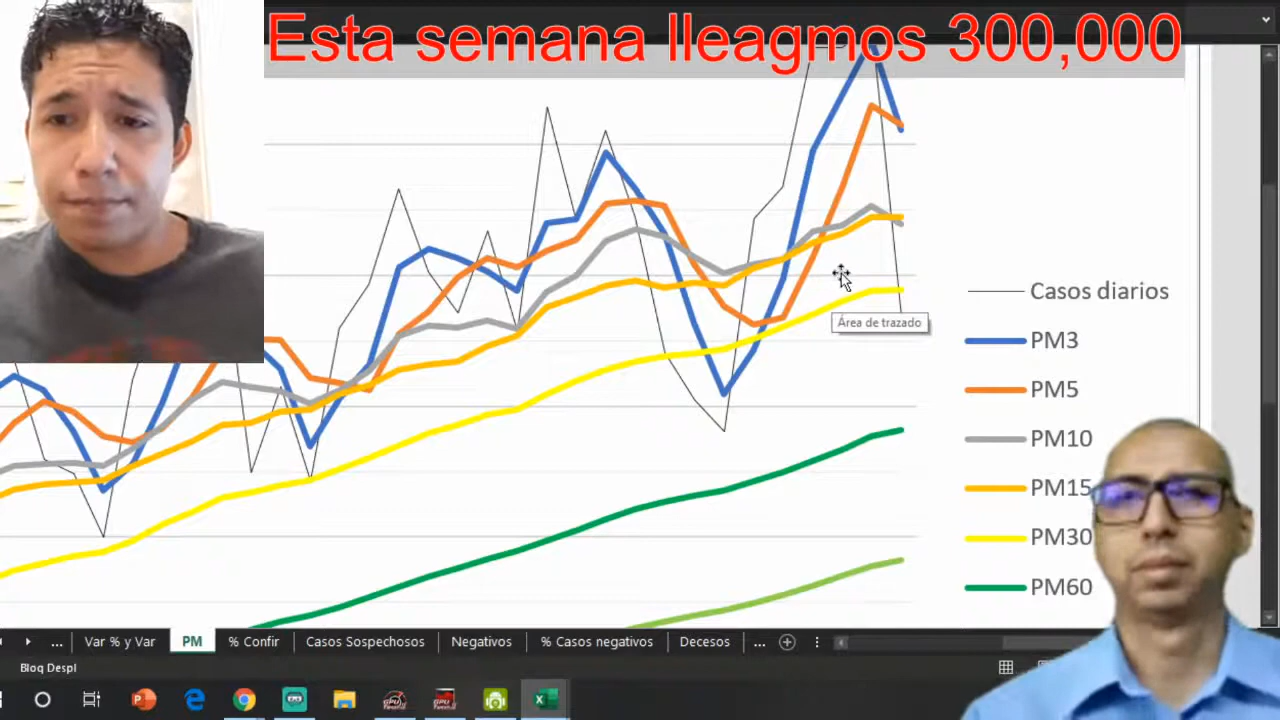 Esta semana lleagmos 300,000
Casos diarios
PM3
Área de trazado
PM5
PM10
PM15
PM30
PM60
... Var % y Var PM % Confir Casos Sospechosos Negativos % Casos negativos Decesos ...
Bloq Despl